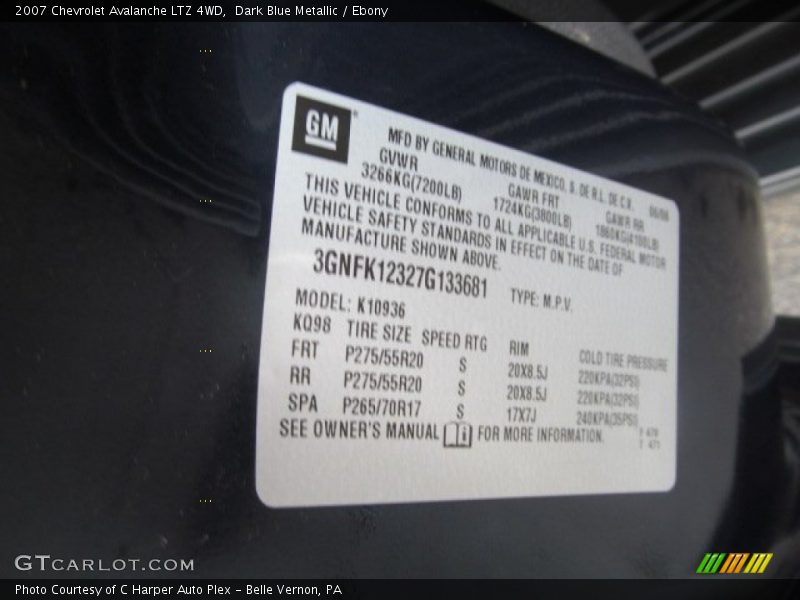 2007 Chevrolet Avalanche LTZ 4WD, Dark Blue Metallic / Ebony
GM
MFD BY GENERAL MOTORS DE MEXICO, S. DE R.L. DE C.V.
GVWR GAWR FRT GAWR RR
3266KG(7200LB) 1724KG(3800LB) 1860KG(4100LB)
THIS VEHICLE CONFORMS TO ALL APPLICABLE U.S. FEDERAL MOTOR
VEHICLE SAFETY STANDARDS IN EFFECT ON THE DATE OF
MANUFACTURE SHOWN ABOVE.
3GNFK12327G133681 TYPE: M.P.V.
MODEL: K10936
KQ98 TIRE SIZE SPEED RTG RIM COLD TIRE PRESSURE
FRT P275/55R20 S 20X8.5J 220KPA(32PSI)
RR P275/55R20 S 20X8.5J 220KPA(32PSI)
SPA P265/70R17 S 17X7J 240KPA(35PSI)
SEE OWNER'S MANUAL FOR MORE INFORMATION.
GTCARLOT.COM
Photo Courtesy of C Harper Auto Plex - Belle Vernon, PA